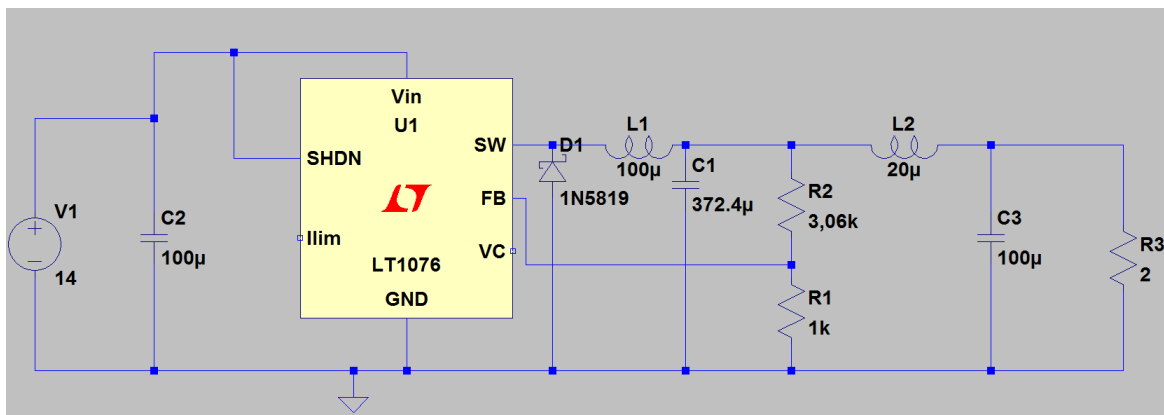 V1
14
C2
100µ
Vin
U1
SHDN
SW
FB
Ilim
VC
LT1076
GND
D1
1N5819
L1
100µ
C1
372.4µ
R2
3,06k
R1
1k
L2
20µ
C3
100µ
R3
2